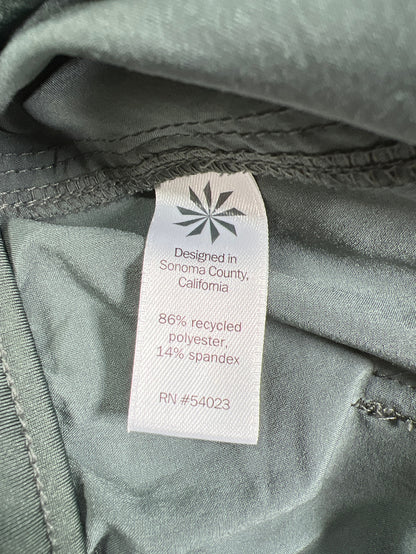 Designed in
Sonoma County,
California
86% recycled
polyester,
14% spandex
RN #54023